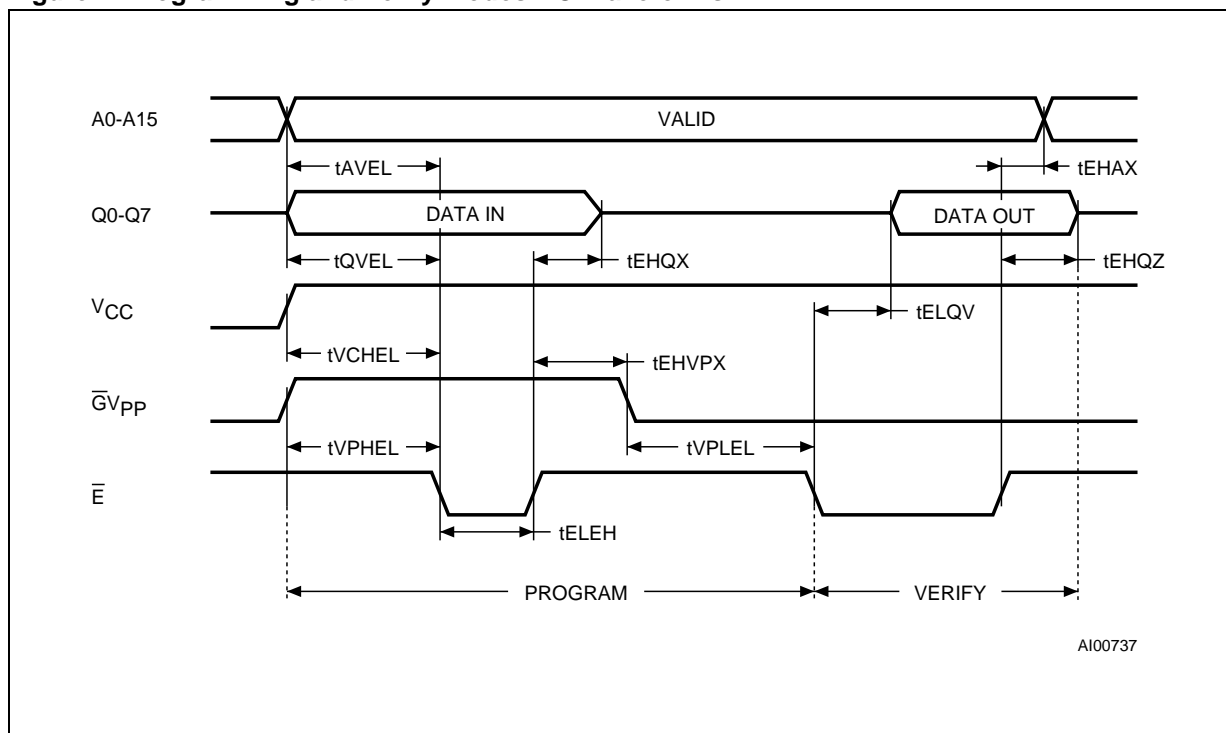 A0-A15
VALID
tAVEL
tEHAX
Q0-Q7
DATA IN
DATA OUT
tQVEL
tEHQX
tEHQZ
VCC
tELQV
tVCHEL
tEHVPX
G̅VPP
tVPHEL
tVPLEL
E̅
tELEH
PROGRAM
VERIFY
AI00737